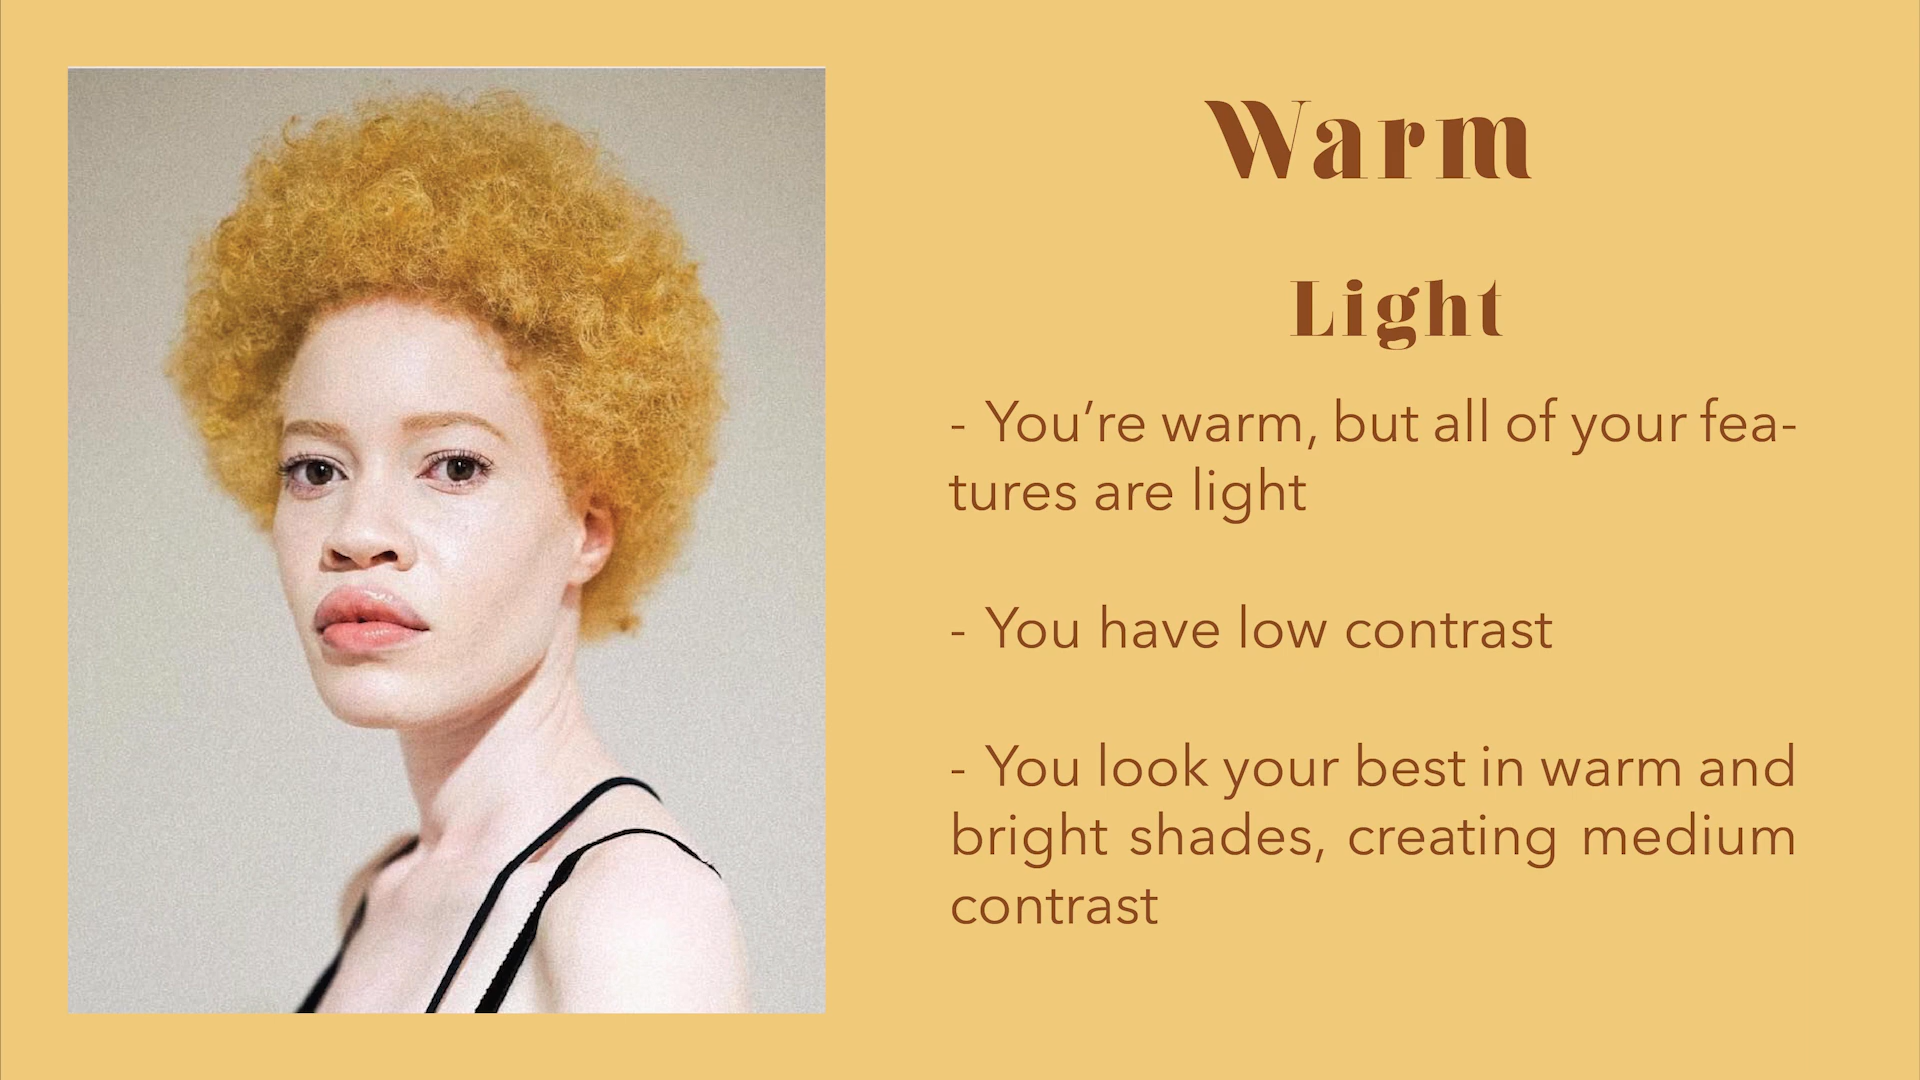 Warm
Light
- You’re warm, but all of your fea-
tures are light
- You have low contrast
- You look your best in warm and
bright shades, creating medium
contrast